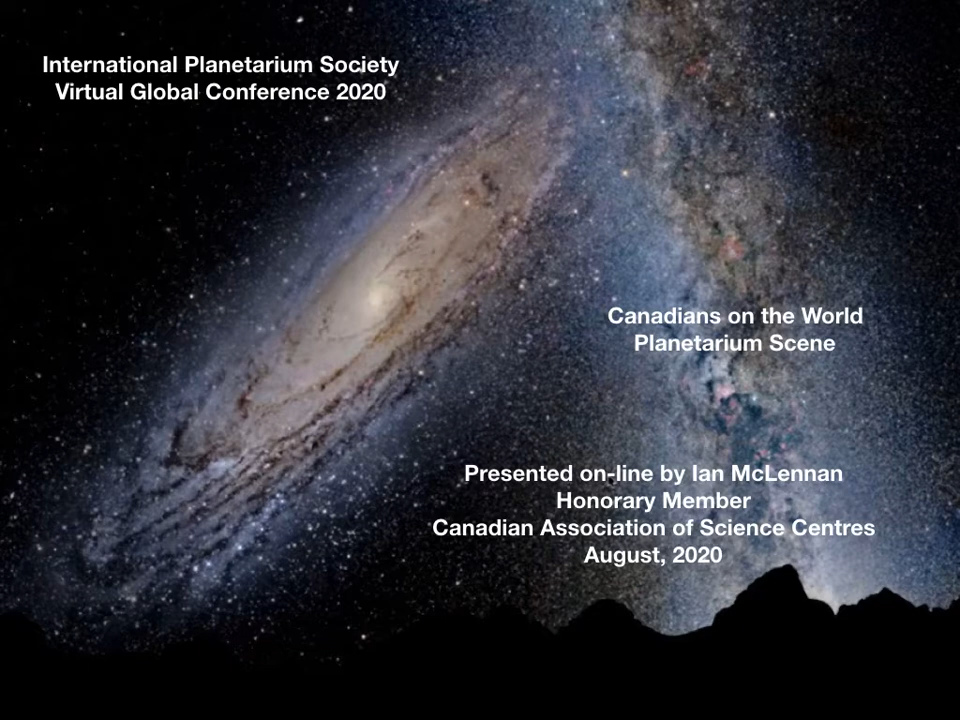 International Planetarium Society
Virtual Global Conference 2020
Canadians on the World
Planetarium Scene
Presented on-line by Ian McLennan
Honorary Member
Canadian Association of Science Centres
August, 2020